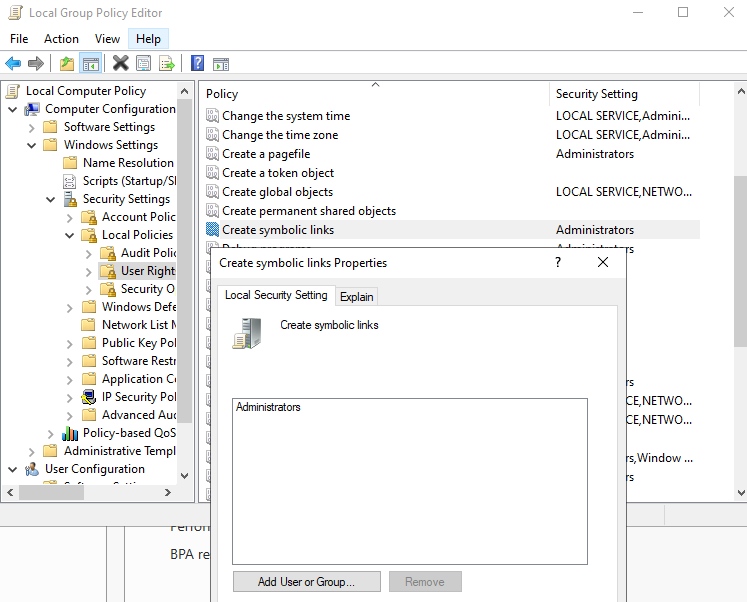 Local Group Policy Editor
File Action View Help
Local Computer Policy
Computer Configuration
Software Settings
Windows Settings
Name Resolution
Scripts (Startup/Sh
Security Settings
Account Polic
Local Policies
Audit Polic
User Right
Security O
Windows Defe
Network List M
Public Key Pol
Software Restr
Application Co
IP Security Pol
Advanced Aud
Policy-based QoS
Administrative Templ
User Configuration
Policy Security Setting
Change the system time LOCAL SERVICE,Admini...
Change the time zone LOCAL SERVICE,Admini...
Create a pagefile Administrators
Create a token object
Create global objects LOCAL SERVICE,NETWO...
Create permanent shared objects
Create symbolic links Administrators
Create symbolic links Properties
?
Local Security Setting Explain
Create symbolic links
Administrators
Add User or Group... Remove
rs
CE,NETWO...
CE,NETWO...
rs,Window ...
rs
BPA re